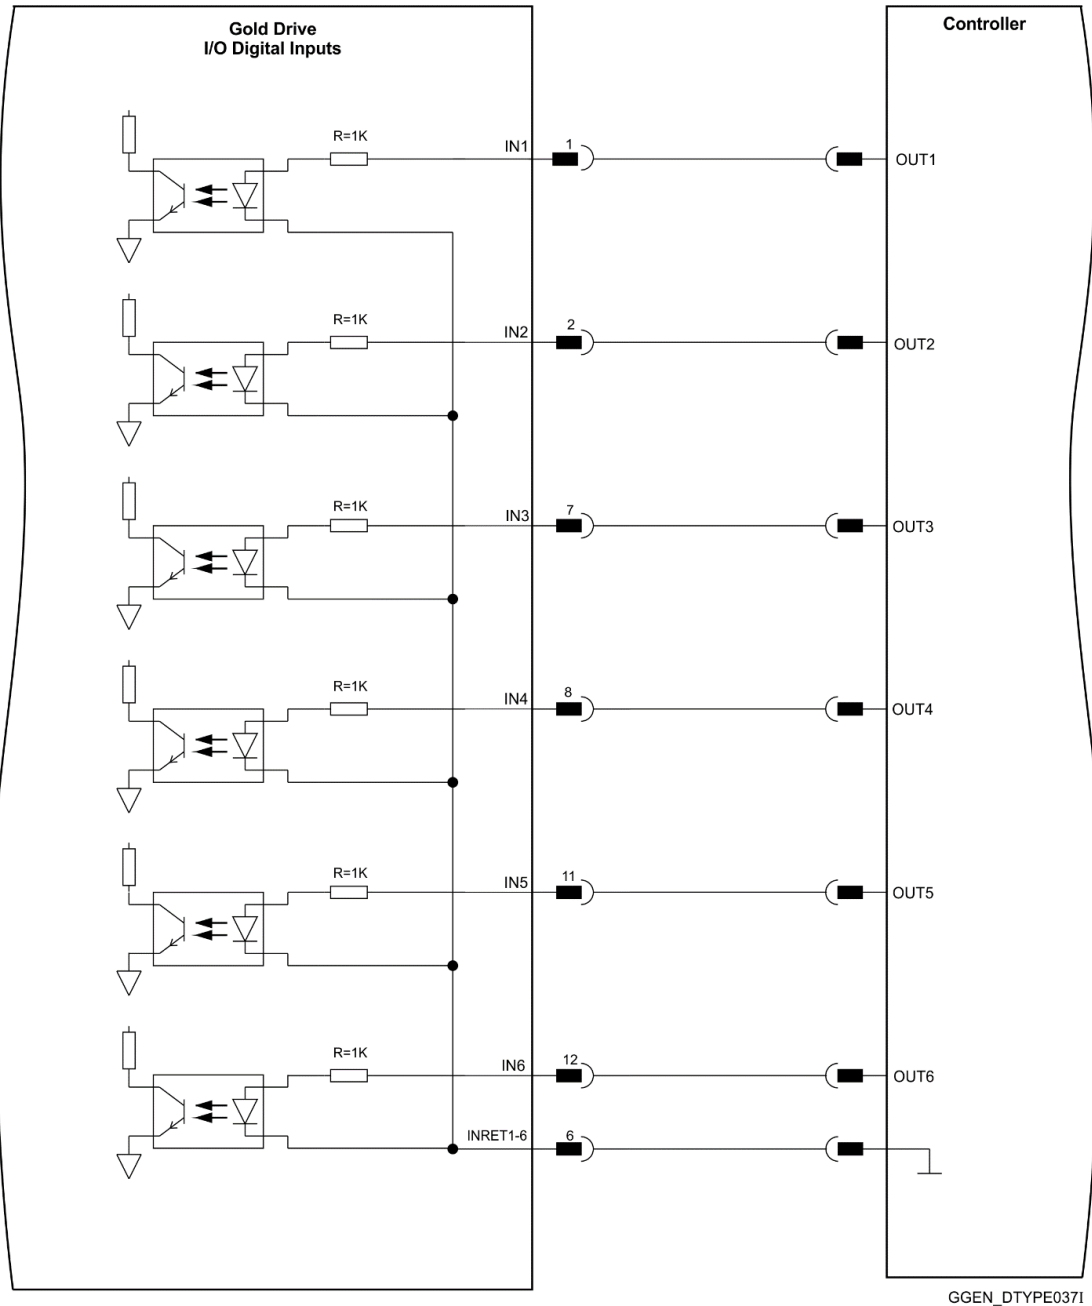 Gold Drive
I/O Digital Inputs
Controller
R=1K
IN1
1
OUT1
R=1K
IN2
2
OUT2
R=1K
IN3
7
OUT3
R=1K
IN4
8
OUT4
R=1K
IN5
11
OUT5
R=1K
IN6
12
OUT6
INRET1-6
6
GGEN_DTYPE037I